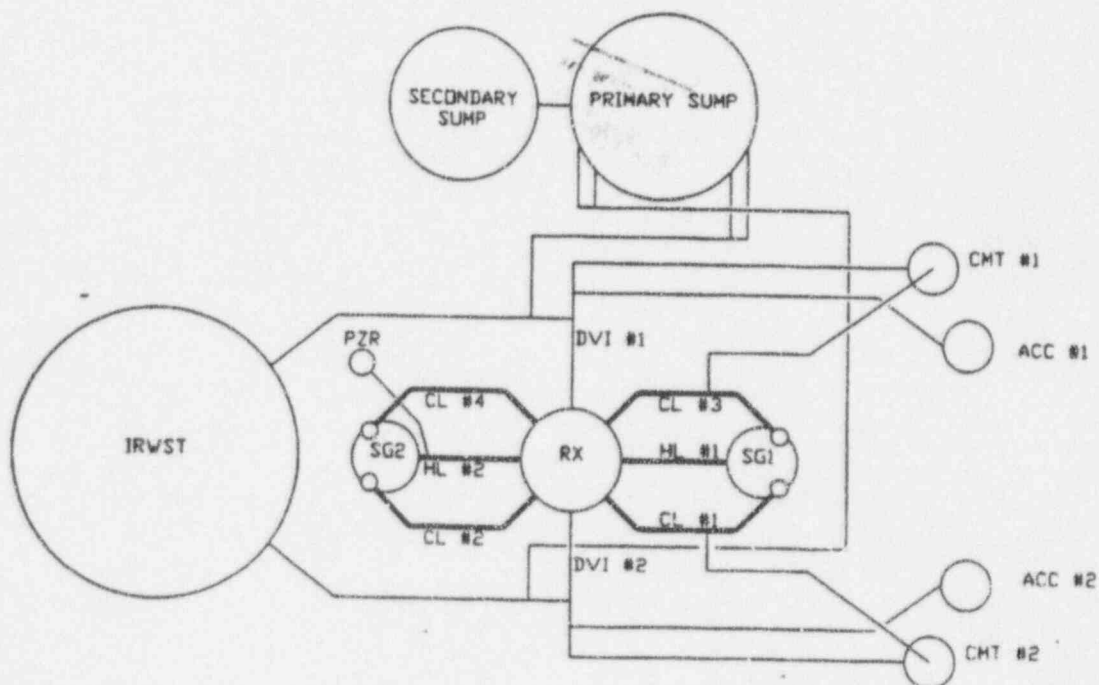 SECONDARY
SUMP
PRIMARY SUMP
CMT #1
ACC #1
DVI #1
PZR
CL #4
CL #3
IRWST
SG2
HL #2
RX
HL #1
SG1
CL #2
CL #1
DVI #2
ACC #2
CMT #2